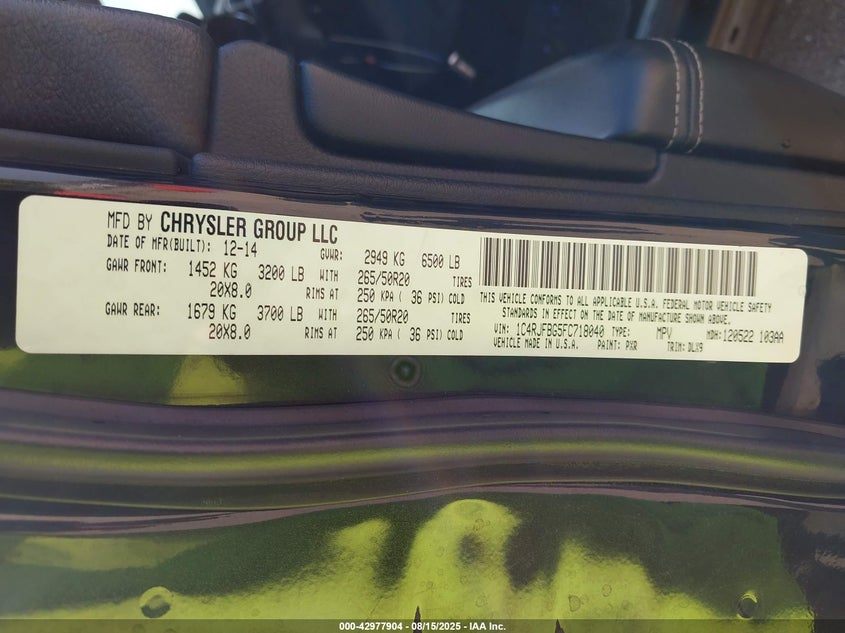 MFD BY CHRYSLER GROUP LLC
DATE OF MFR(BUILT): 12-14 GVWR: 2949 KG 6500 LB
GAWR FRONT: 1452 KG 3200 LB WITH 265/50R20 TIRES
20X8.0 RIMS AT 250 KPA ( 36 PSI) COLD
GAWR REAR: 1679 KG 3700 LB WITH 265/50R20 TIRES
20X8.0 RIMS AT 250 KPA ( 36 PSI) COLD
THIS VEHICLE CONFORMS TO ALL APPLICABLE U.S.A. FEDERAL MOTOR VEHICLE SAFETY
STANDARDS IN EFFECT ON THE DATE OF MANUFACTURE SHOWN ABOVE.
VIN: 1C4RJFBG5FC718040 TYPE: MPV MDH:120522 103AA
VEHICLE MADE IN U.S.A. PAINT: PXR TRIM: DLX9
000-42977904 - 08/15/2025 - IAA Inc.